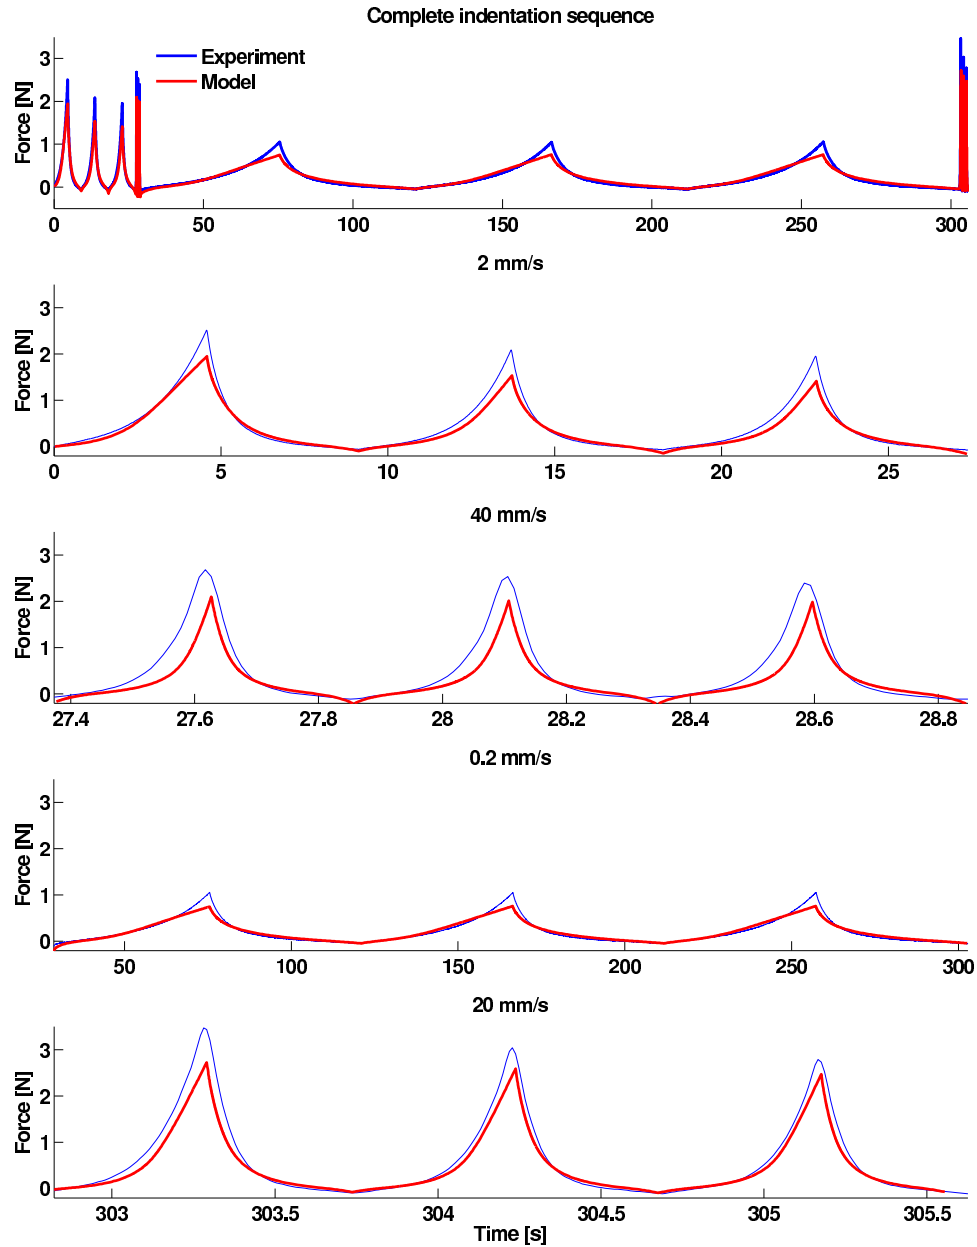 Complete indentation sequence
Force [N]
3
2
1
0
Experiment
Model
0 50 100 150 200 250 300
2 mm/s
Force [N]
3
2
1
0
0 5 10 15 20 25
40 mm/s
Force [N]
3
2
1
0
27.4 27.6 27.8 28 28.2 28.4 28.6 28.8
0.2 mm/s
Force [N]
3
2
1
0
50 100 150 200 250 300
20 mm/s
Force [N]
3
2
1
0
303 303.5 304 304.5 305 305.5
Time [s]